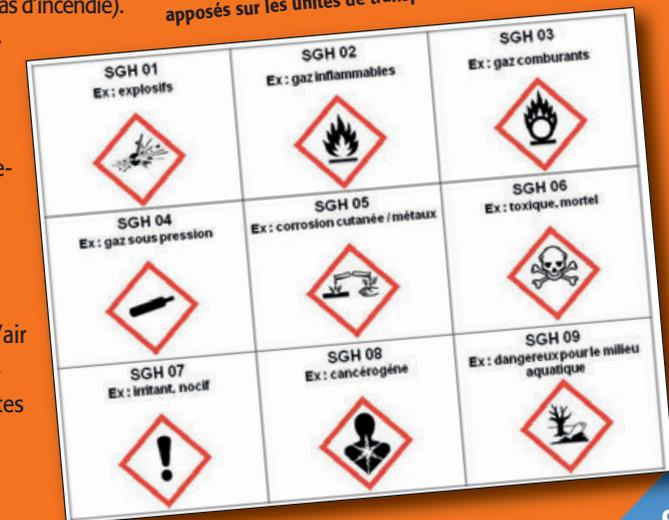 as d'incendie).
apposés sur les unités de transp
e-
'air
tes
SGH 01
Ex : explosifs
SGH 02
Ex : gaz inflammables
SGH 03
Ex : gaz comburants
SGH 04
Ex : gaz sous pression
SGH 05
Ex : corrosion cutanée / métaux
SGH 06
Ex : toxique, mortel
SGH 07
Ex : irritant, nocif
SGH 08
Ex : cancérogène
SGH 09
Ex : dangereux pour le milieu
aquatique